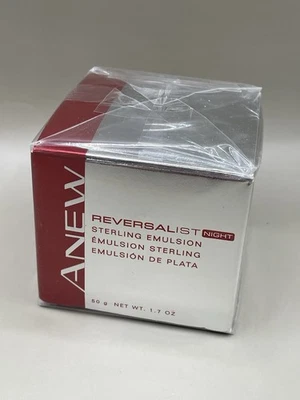 ANEW
REVERSALIST NIGHT
STERLING EMULSION
ÉMULSION STERLING
EMULSIÓN DE PLATA
50 g NET WT. 1.7 OZ